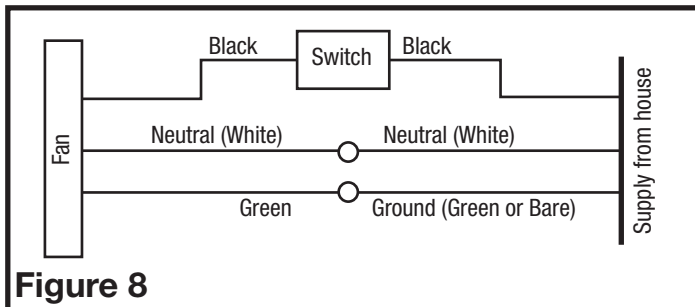 Black
Switch
Black
Fan
Neutral (White)
Neutral (White)
Green
Ground (Green or Bare)
Supply from house
Figure 8